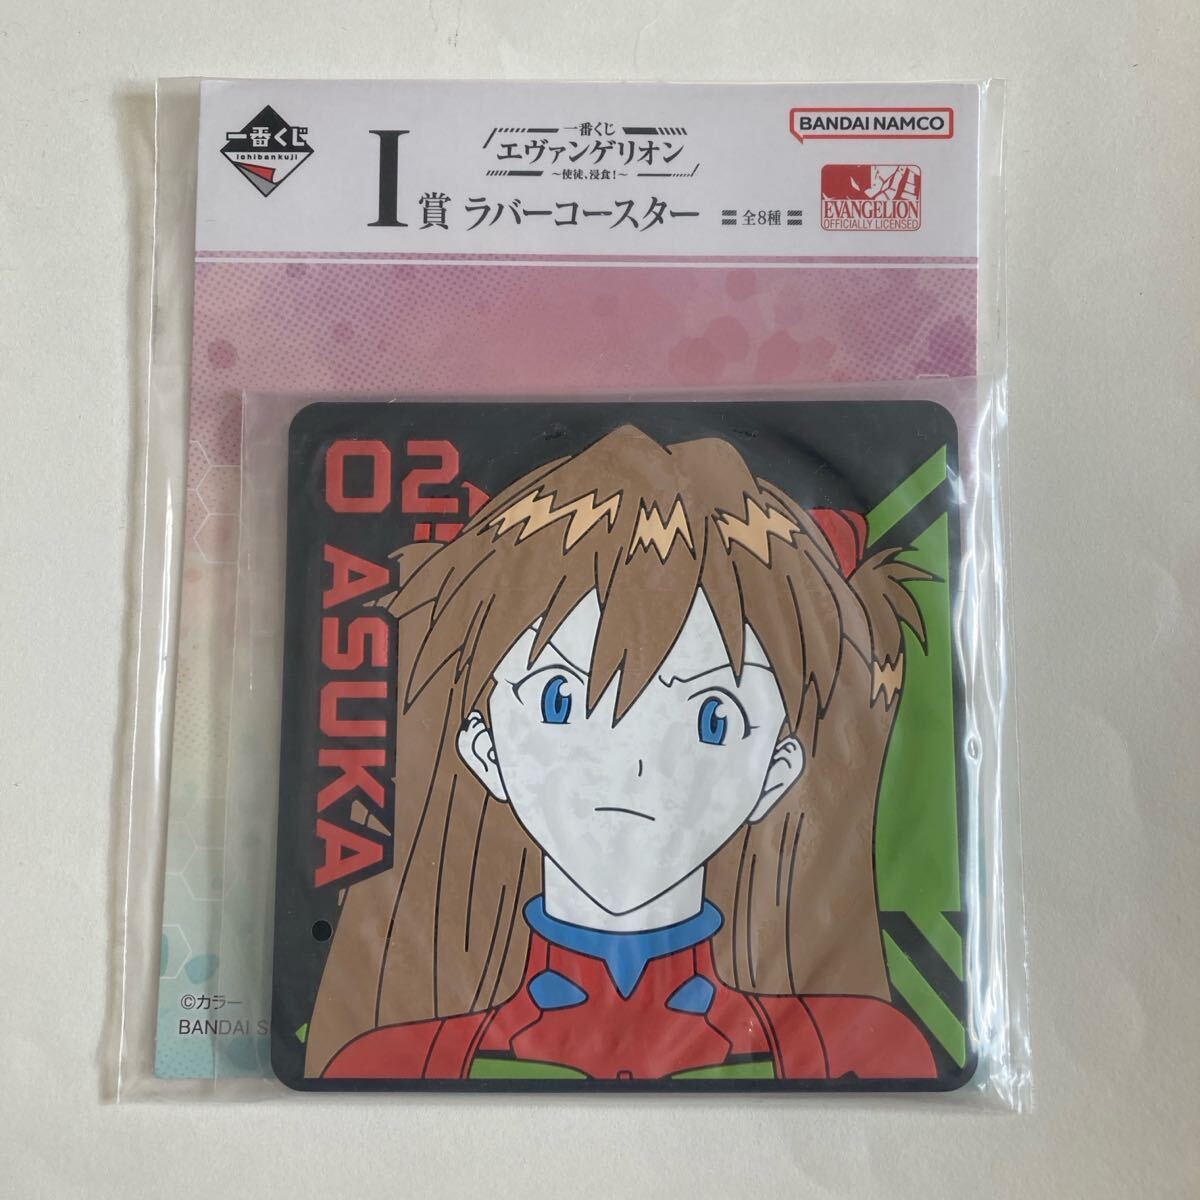 一番くじ
ichibankuji
I賞
一番くじ
エヴァンゲリオン
～使徒、浸食!～
ラバーコースター
全8種
BANDAI NAMCO
EVANGELION
OFFICIALLY LICENSED
02
ASUKA
©カラー
BANDAI